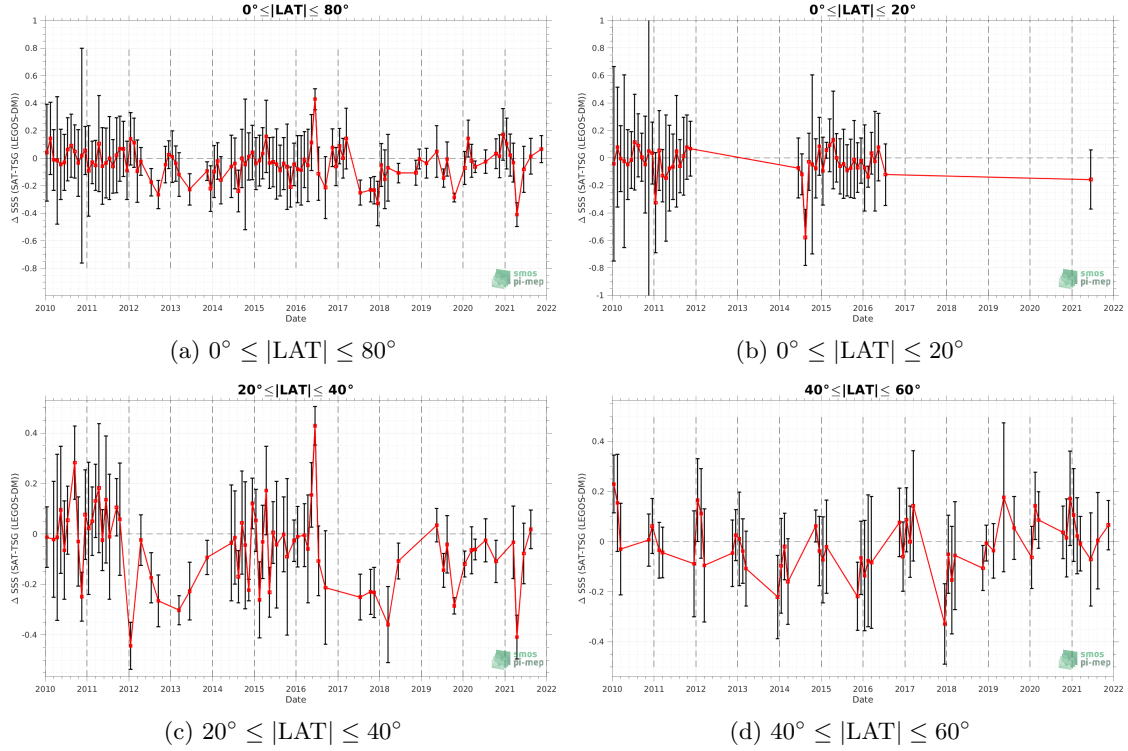 0°≤|LAT|≤ 80°
Δ SSS (SAT-TSG (LEGOS-DM))
1
0.8
0.6
0.4
0.2
0
-0.2
-0.4
-0.6
-0.8
2010 2011 2012 2013 2014 2015 2016 2017 2018 2019 2020 2021 2022
Date
smos
pi-mep
(a) 0° ≤ |LAT| ≤ 80°
0°≤|LAT|≤ 20°
Δ SSS (SAT-TSG (LEGOS-DM))
1
0.8
0.6
0.4
0.2
0
-0.2
-0.4
-0.6
-0.8
-1
2010 2011 2012 2013 2014 2015 2016 2017 2018 2019 2020 2021 2022
Date
smos
pi-mep
(b) 0° ≤ |LAT| ≤ 20°
20°≤|LAT|≤ 40°
Δ SSS (SAT-TSG (LEGOS-DM))
0.4
0.2
0
-0.2
-0.4
2010 2011 2012 2013 2014 2015 2016 2017 2018 2019 2020 2021 2022
Date
smos
pi-mep
(c) 20° ≤ |LAT| ≤ 40°
40°≤|LAT|≤ 60°
Δ SSS (SAT-TSG (LEGOS-DM))
0.4
0.2
0
-0.2
-0.4
2010 2011 2012 2013 2014 2015 2016 2017 2018 2019 2020 2021 2022
Date
smos
pi-mep
(d) 40° ≤ |LAT| ≤ 60°